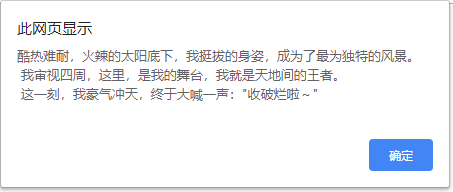 此网页显示
酷热难耐，火辣的太阳底下，我挺拔的身姿，成为了最为独特的风景。
我审视四周，这里，是我的舞台，我就是天地间的王者。
这一刻，我豪气冲天，终于大喊一声："收破烂啦～"
确定